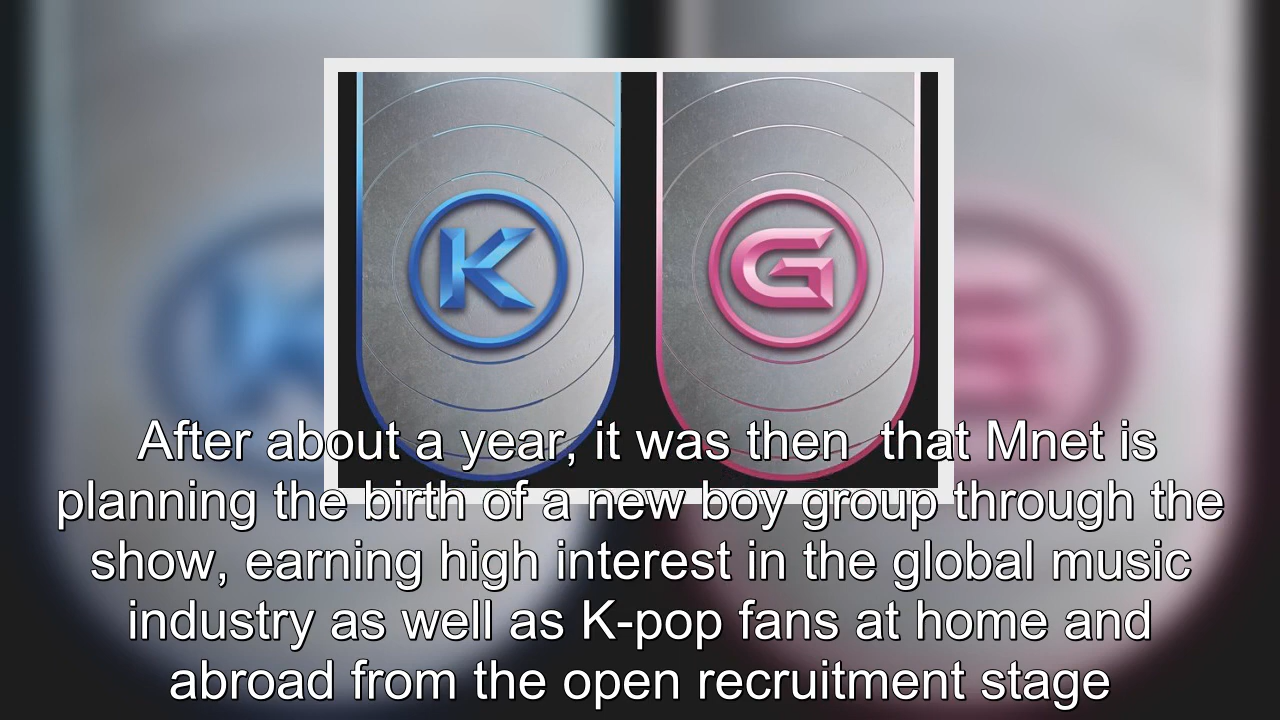 K G
After about a year, it was then  that Mnet is
planning the birth of a new boy group through the
show, earning high interest in the global music
industry as well as K-pop fans at home and
abroad from the open recruitment stage